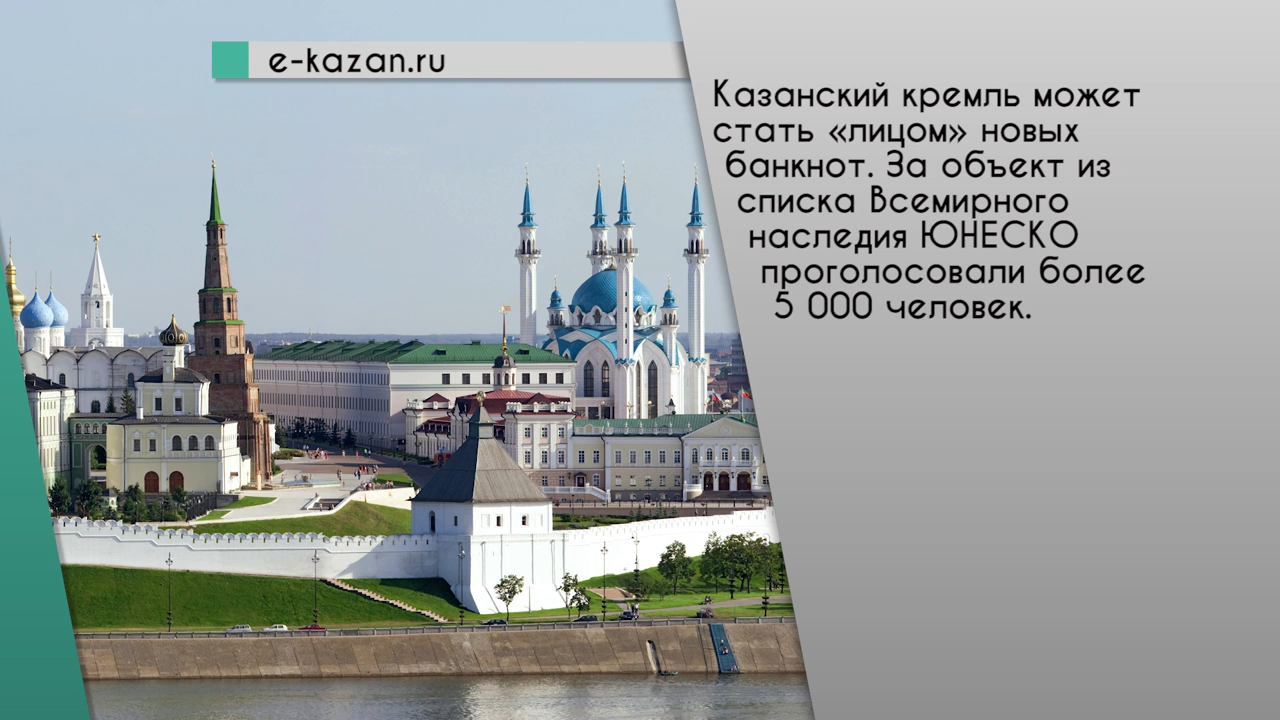 e-kazan.ru
Казанский кремль может
стать «лицом» новых
банкнот. За объект из
списка Всемирного
наследия ЮНЕСКО
проголосовали более
5 000 человек.